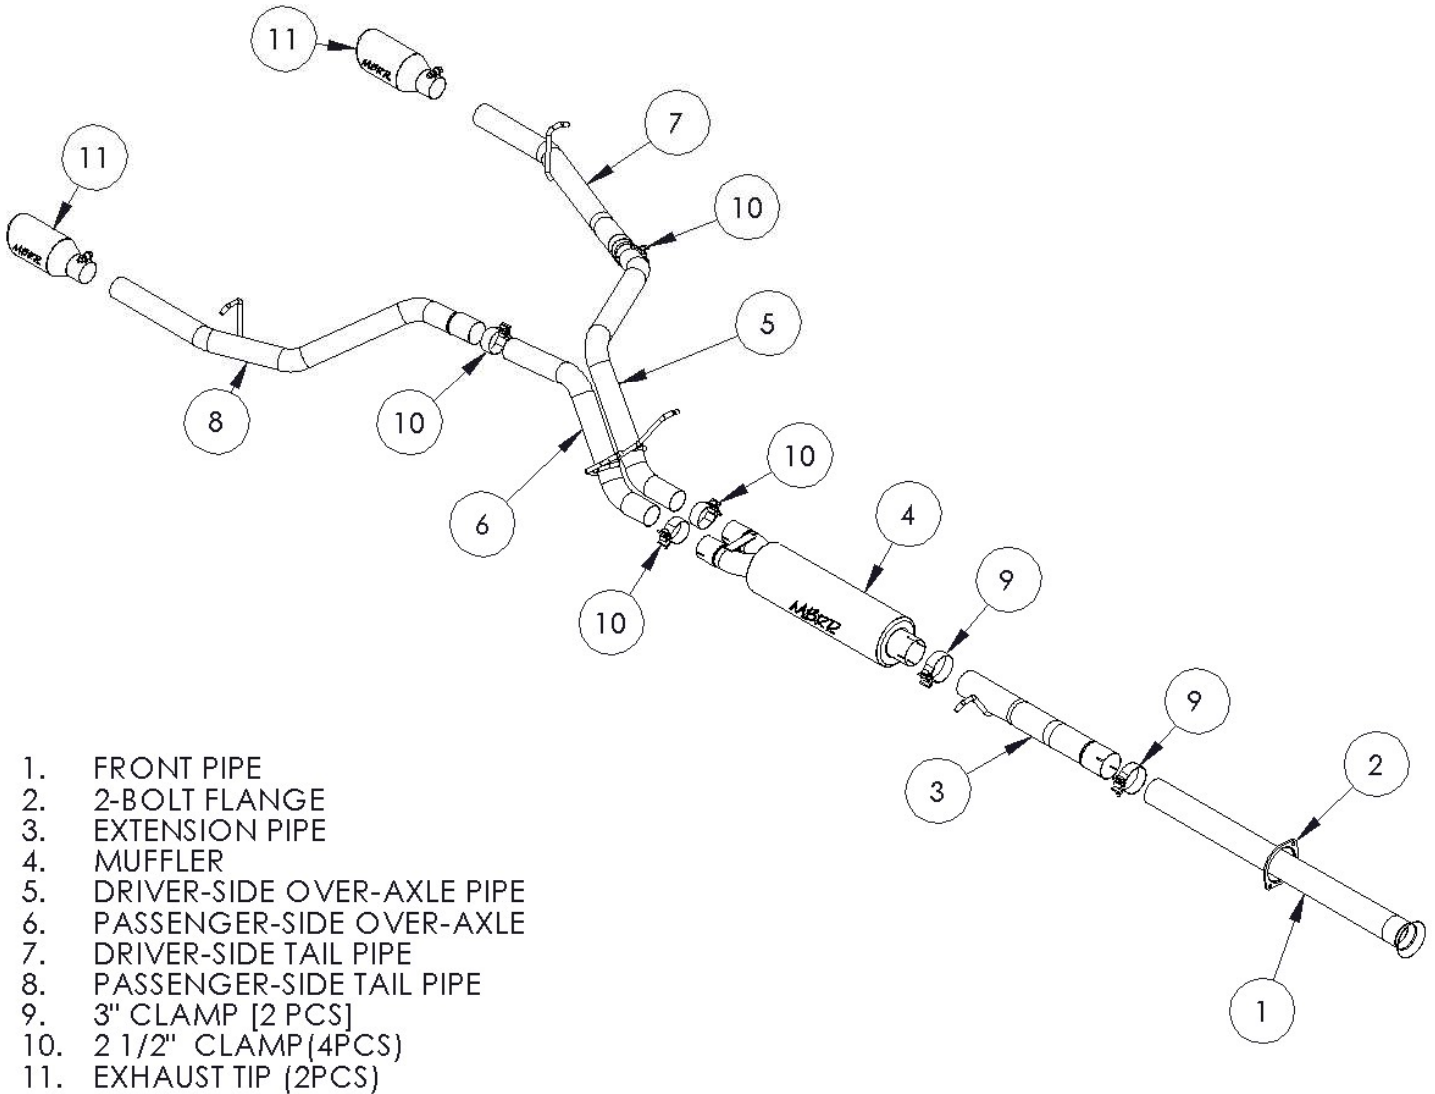 11
MBRP
7
11
10
MBRP
5
8
10
10
6
4
9
10
MBRP
9
3
2
1
1. FRONT PIPE
2. 2-BOLT FLANGE
3. EXTENSION PIPE
4. MUFFLER
5. DRIVER-SIDE OVER-AXLE PIPE
6. PASSENGER-SIDE OVER-AXLE
7. DRIVER-SIDE TAIL PIPE
8. PASSENGER-SIDE TAIL PIPE
9. 3" CLAMP [2 PCS]
10. 2 1/2" CLAMP(4PCS)
11. EXHAUST TIP (2PCS)